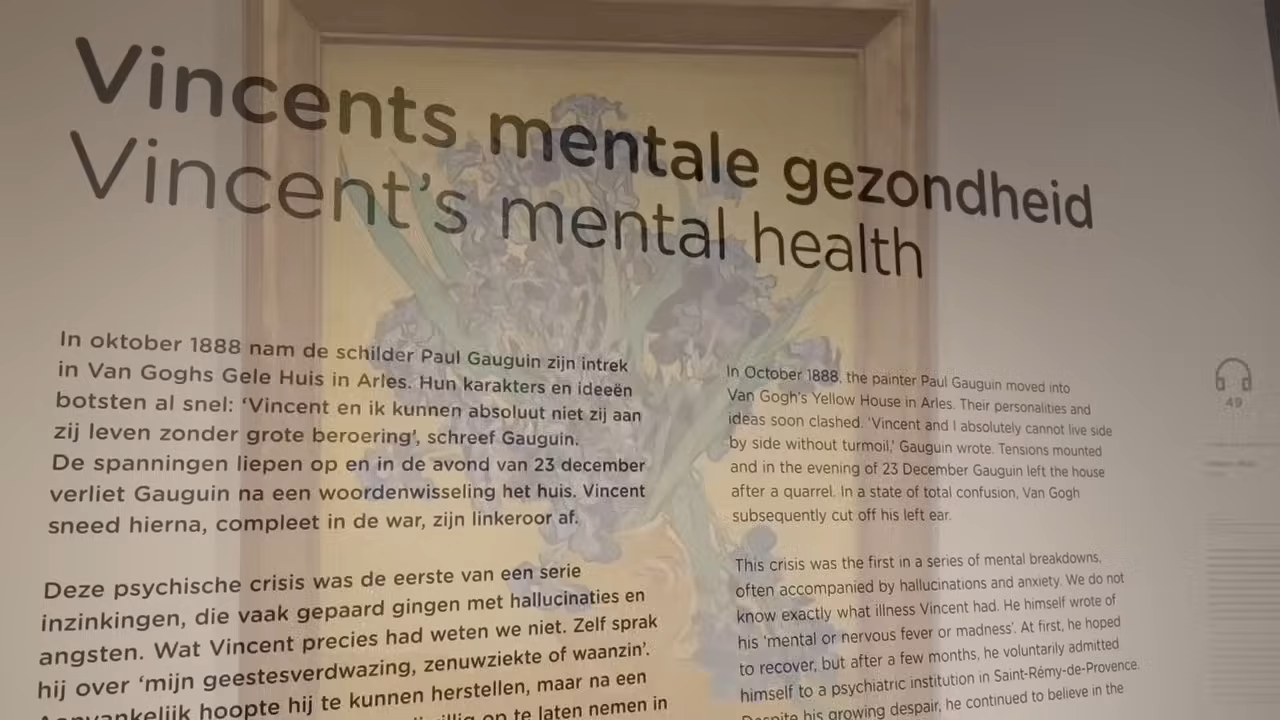 Vincents mentale gezondheid
Vincent's mental health
In oktober 1888 nam de schilder Paul Gauguin zijn intrek
in Van Goghs Gele Huis in Arles. Hun karakters en ideeën
botsten al snel: ‘Vincent en ik kunnen absoluut niet zij aan
zij leven zonder grote beroering’, schreef Gauguin.
De spanningen liepen op en in de avond van 23 december
verliet Gauguin na een woordenwisseling het huis. Vincent
sneed hierna, compleet in de war, zijn linkeroor af.
Deze psychische crisis was de eerste van een serie
inzinkingen, die vaak gepaard gingen met hallucinaties en
angsten. Wat Vincent precies had weten we niet. Zelf sprak
hij over ‘mijn geestesverdwazing, zenuwziekte of waanzin’.
Aanvankelijk hoopte hij te kunnen herstellen, maar na een
op te laten nemen in
In October 1888, the painter Paul Gauguin moved into
Van Gogh's Yellow House in Arles. Their personalities and
ideas soon clashed. ‘Vincent and I absolutely cannot live side
by side without turmoil,’ Gauguin wrote. Tensions mounted
and in the evening of 23 December Gauguin left the house
after a quarrel. In a state of total confusion, Van Gogh
subsequently cut off his left ear.
This crisis was the first in a series of mental breakdowns,
often accompanied by hallucinations and anxiety. We do not
know exactly what illness Vincent had. He himself wrote of
his ‘mental or nervous fever or madness’. At first, he hoped
to recover, but after a few months, he voluntarily admitted
himself to a psychiatric institution in Saint-Rémy-de-Provence.
Despite his growing despair, he continued to believe in the
49